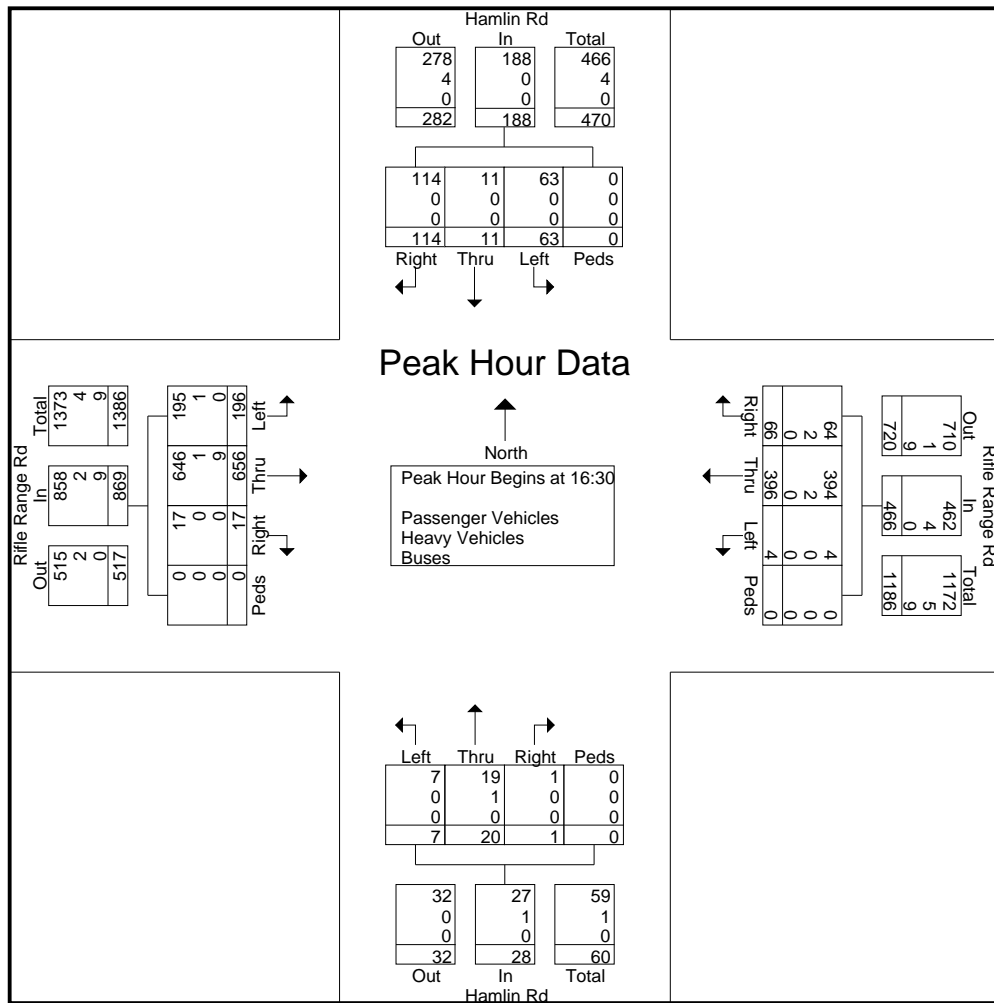 Hamlin Rd
Out In Total
278 188 466
4 0 4
0 0 0
282 188 470
114 11 63 0
0 0 0 0
0 0 0 0
114 11 63 0
Right Thru Left Peds
Peak Hour Data
North
Peak Hour Begins at 16:30
Passenger Vehicles
Heavy Vehicles
Buses
Rifle Range Rd
Out In Total
515 858 1373
2 2 4
0 9 9
517 869 1386
Peds Right Thru Left
0 17 646 195
0 0 1 1
0 0 9 0
0 17 656 196
Rifle Range Rd
Out In Total
710 462 1172
1 4 5
9 0 9
720 466 1186
64 394 4 0
2 2 0 0
0 0 0 0
66 396 4 0
Right Thru Left Peds
Left Thru Right Peds
7 19 1 0
0 1 0 0
0 0 0 0
7 20 1 0
32 27 59
0 1 1
0 0 0
32 28 60
Out In Total
Hamlin Rd